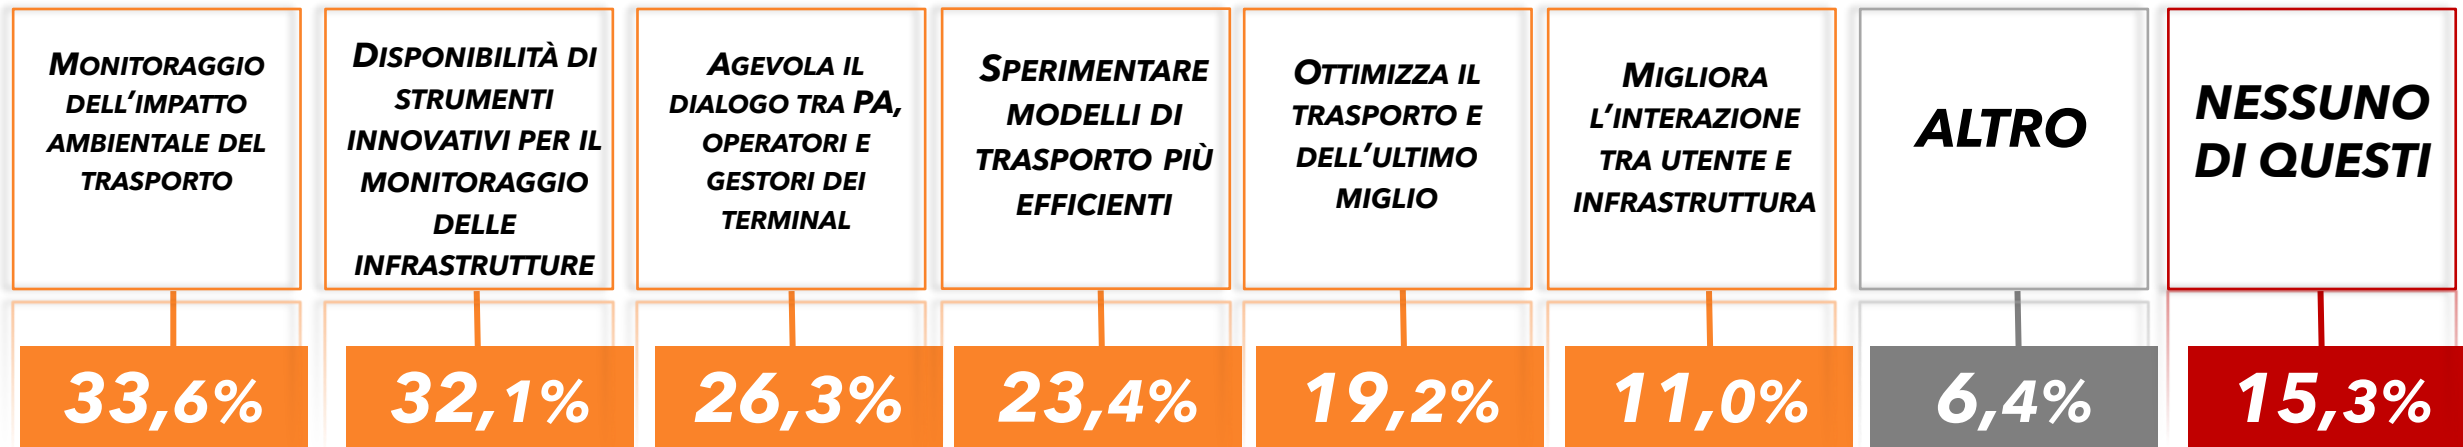 MONITORAGGIO
DELL'IMPATTO
AMBIENTALE DEL
TRASPORTO
33,6%
DISPONIBILITÀ DI
STRUMENTI
INNOVATIVI PER IL
MONITORAGGIO
DELLE
INFRASTRUTTURE
32,1%
AGEVOLA IL
DIALOGO TRA PA,
OPERATORI E
GESTORI DEI
TERMINAL
26,3%
SPERIMENTARE
MODELLI DI
TRASPORTO PIÙ
EFFICIENTI
23,4%
OTTIMIZZA IL
TRASPORTO E
DELL'ULTIMO
MIGLIO
19,2%
MIGLIORA
L'INTERAZIONE
TRA UTENTE E
INFRASTRUTTURA
11,0%
ALTRO
6,4%
NESSUNO
DI QUESTI
15,3%